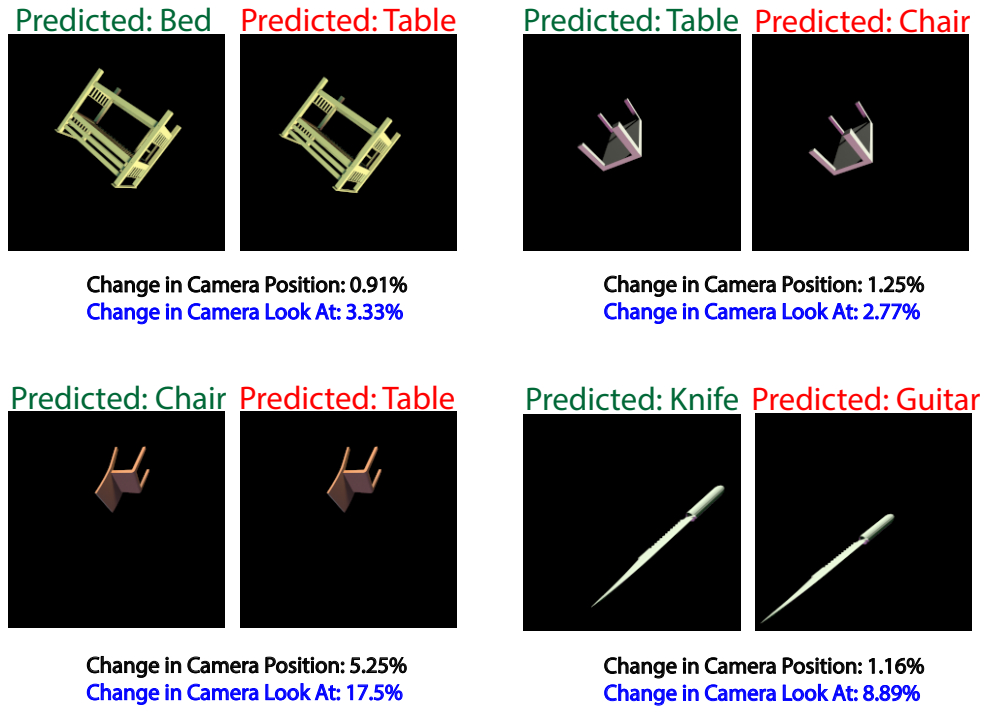 Predicted: Bed
Predicted: Table
Predicted: Table
Predicted: Chair
Change in Camera Position: 0.91%
Change in Camera Look At: 3.33%
Change in Camera Position: 1.25%
Change in Camera Look At: 2.77%
Predicted: Chair
Predicted: Table
Predicted: Knife
Predicted: Guitar
Change in Camera Position: 5.25%
Change in Camera Look At: 17.5%
Change in Camera Position: 1.16%
Change in Camera Look At: 8.89%